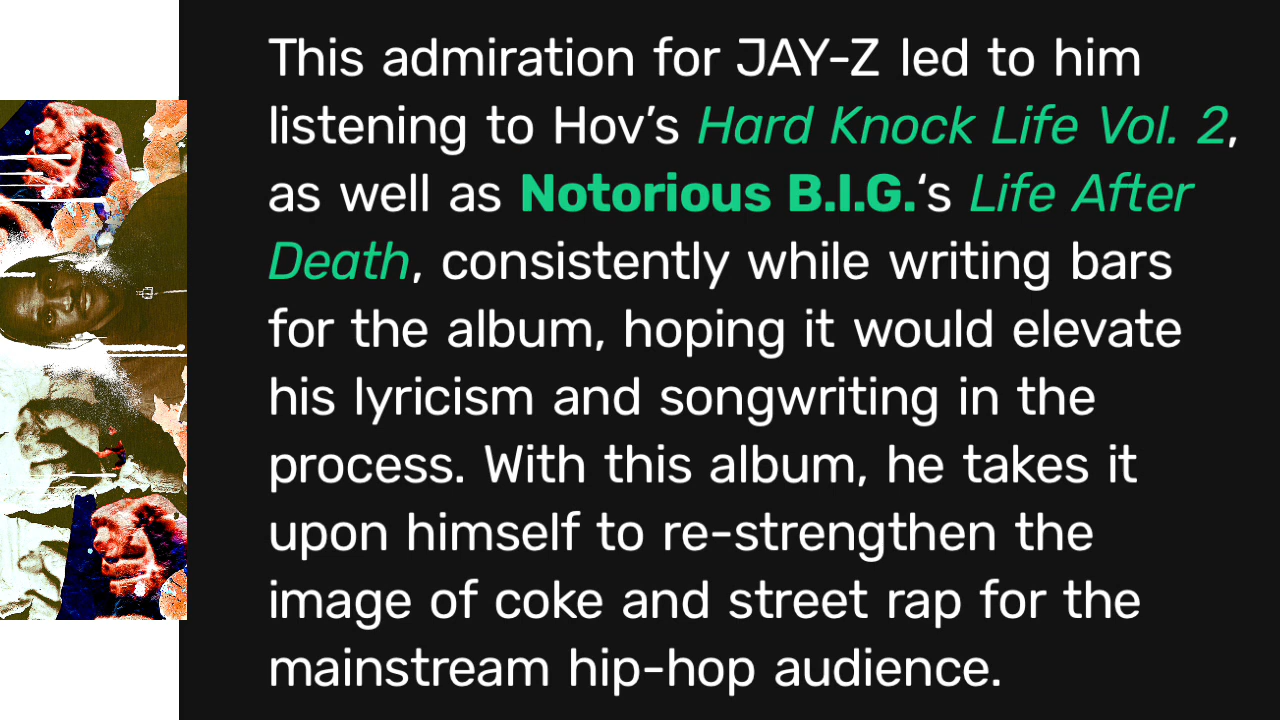 This admiration for JAY-Z led to him
listening to Hov’s Hard Knock Life Vol. 2,
as well as Notorious B.I.G.‘s Life After
Death, consistently while writing bars
for the album, hoping it would elevate
his lyricism and songwriting in the
process. With this album, he takes it
upon himself to re-strengthen the
image of coke and street rap for the
mainstream hip-hop audience.